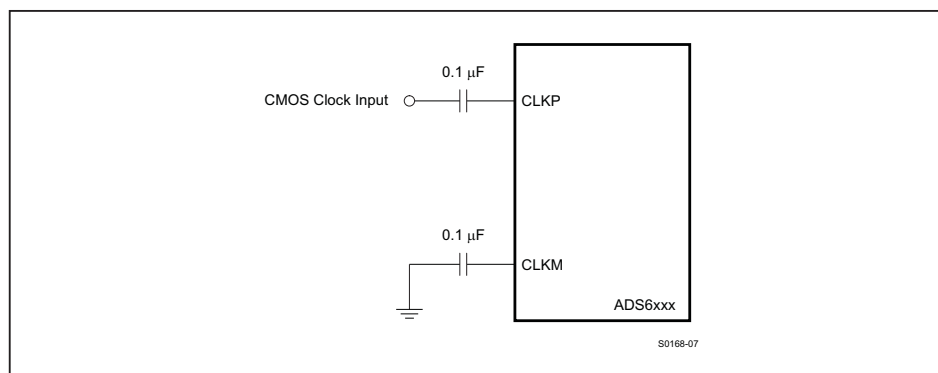 0.1 μF
CMOS Clock Input
CLKP
0.1 μF
CLKM
ADS6xxx
S0168-07